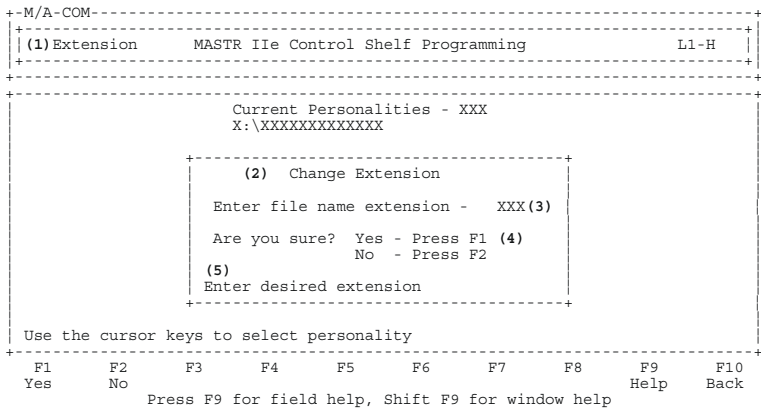 M/A-COM
(1)Extension MASTR IIe Control Shelf Programming L1-H
Current Personalities - XXX
X:\XXXXXXXXXXXXX
(2) Change Extension
Enter file name extension - XXX(3)
Are you sure? Yes - Press F1 (4)
No - Press F2
(5)
Enter desired extension
Use the cursor keys to select personality
F1 F2 F3 F4 F5 F6 F7 F8 F9 F10
Yes No Help Back
Press F9 for field help, Shift F9 for window help